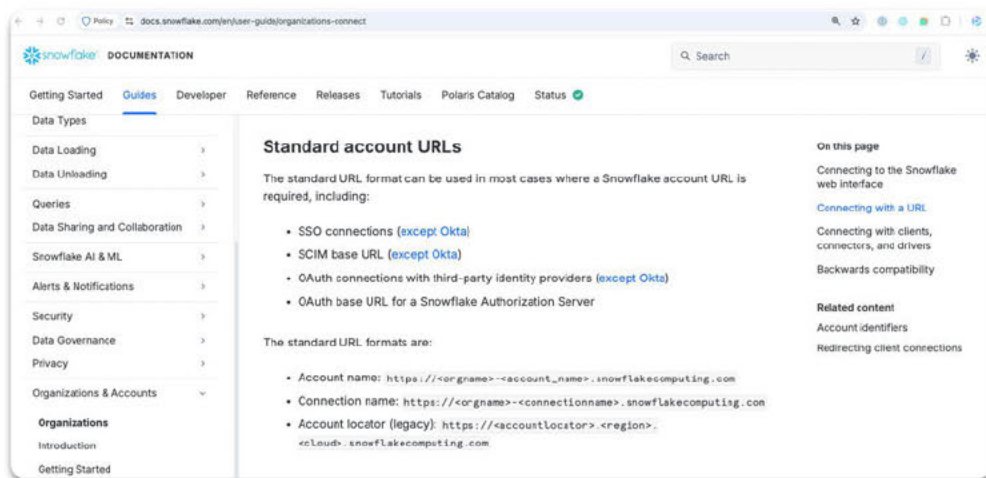 Policy docs.snowflake.com/en/user-guide/organizations-connect
snowflake DOCUMENTATION
Search /
Getting Started Guides Developer Reference Releases Tutorials Polaris Catalog Status
Data Types
Data Loading
Data Unloading
Queries
Data Sharing and Collaboration
Snowflake AI & ML
Alerts & Notifications
Security
Data Governance
Privacy
Organizations & Accounts
Organizations
Introduction
Getting Started
Standard account URLs
The standard URL format can be used in most cases where a Snowflake account URL is
required, including:
• SSO connections (except Okta)
• SCIM base URL (except Okta)
• OAuth connections with third-party identity providers (except Okta)
• OAuth base URL for a Snowflake Authorization Server
The standard URL formats are:
• Account name: https://<orgname>-<account_name>.snowflakecomputing.com
• Connection name: https://<orgname>-<connectionname>.snowflakecomputing.com
• Account locator (legacy): https://<accountlocator>.<region>.
<cloud>.snowflakecomputing.com
On this page
Connecting to the Snowflake
web interface
Connecting with a URL
Connecting with clients,
connectors, and drivers
Backwards compatibility
Related content
Account identifiers
Redirecting client connections